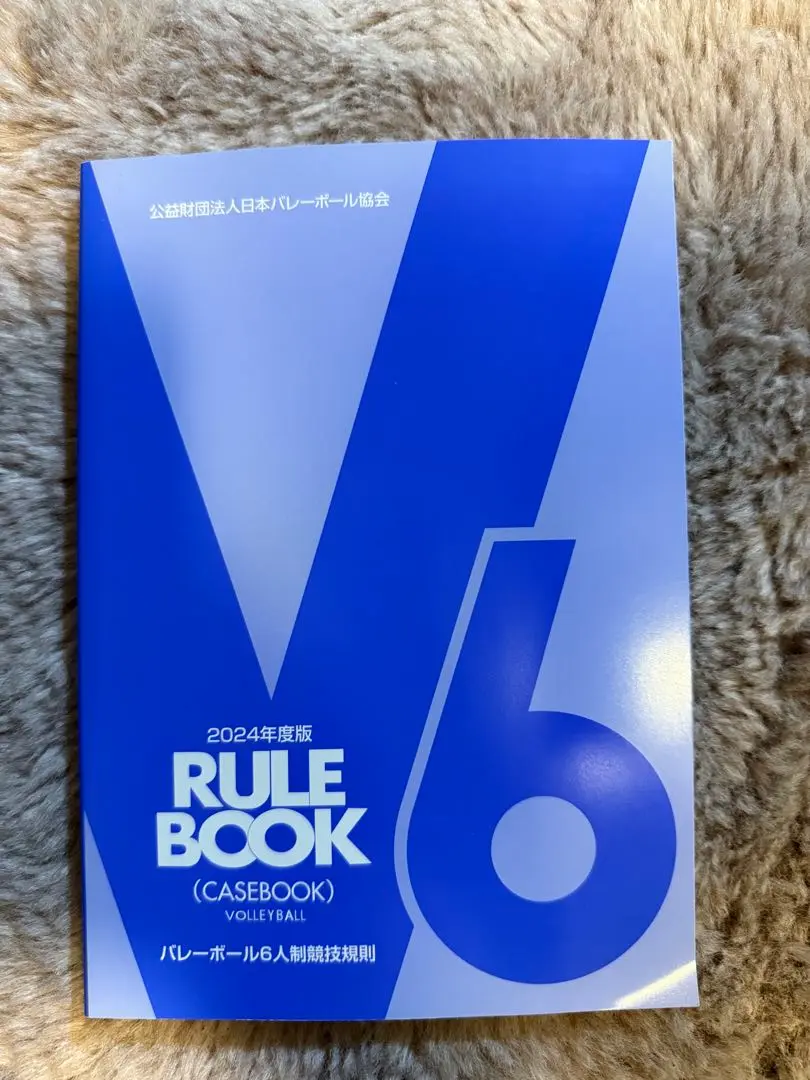 公益財団法人日本バレーボール協会
V6
2024年度版
RULE
BOOK
(CASEBOOK)
VOLLEYBALL
バレーボール6人制競技規則